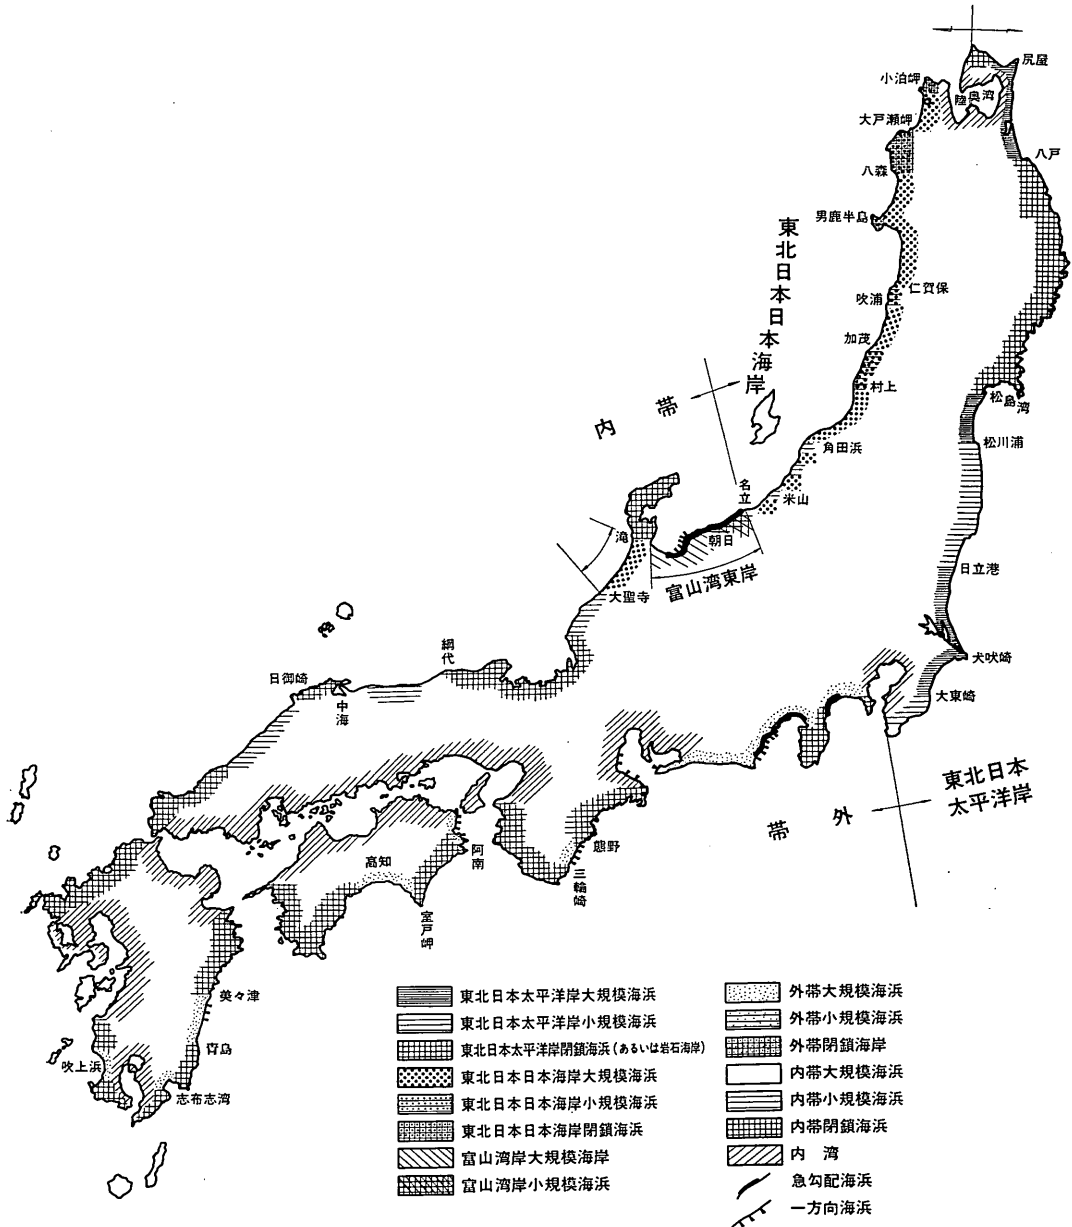 尻屋
小泊岬
陸奥湾
大戸瀬岬
八戸
八森
男鹿半島
東北日本日本海岸
仁賀保
吹浦
加茂
村上
松島湾
内帯
松川浦
角田浜
名立
米山
滝
朝日
日立港
富山湾東岸
大聖寺
網代
犬吠崎
日御崎
大東崎
中海
東北日本
太平洋岸
帯外
熊野
阿南
高知
三輪崎
室戸岬
美々津
青島
吹上浜
志布志湾
東北日本太平洋岸大規模海浜
東北日本太平洋岸小規模海浜
東北日本太平洋岸閉鎖海浜(あるいは岩石海岸)
東北日本日本海岸大規模海浜
東北日本日本海岸小規模海浜
東北日本日本海岸閉鎖海浜
富山湾岸大規模海岸
富山湾岸小規模海浜
外帯大規模海浜
外帯小規模海浜
外帯閉鎖海岸
内帯大規模海浜
内帯小規模海浜
内帯閉鎖海浜
内湾
急勾配海浜
一方向海浜